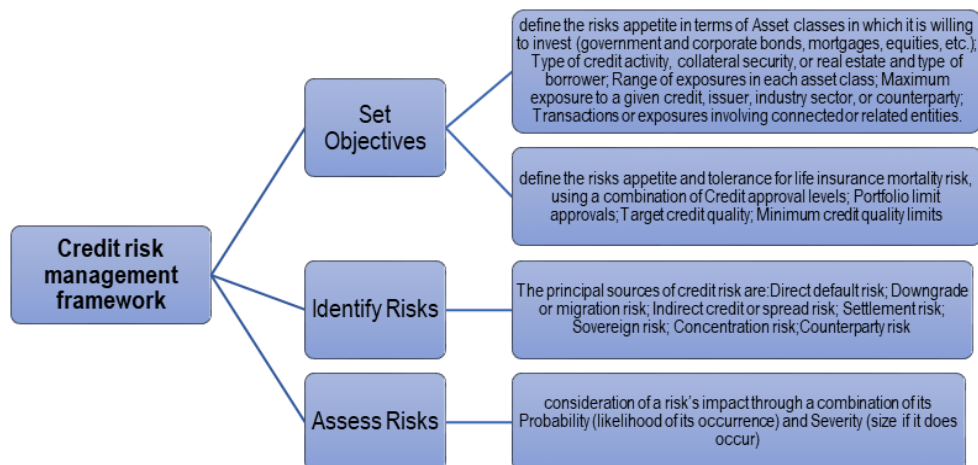 Credit risk
management
framework
Set
Objectives
define the risks appetite in terms of Asset classes in which it is willing
to invest (government and corporate bonds, mortgages, equities, etc.);
Type of credit activity, collateral security, or real estate and type of
borrower; Range of exposures in each asset class; Maximum
exposure to a given credit, issuer, industry sector, or counterparty;
Transactions or exposures involving connected or related entities.
define the risks appetite and tolerance for life insurance mortality risk,
using a combination of Credit approval levels; Portfolio limit
approvals; Target credit quality; Minimum credit quality limits
Identify Risks
The principal sources of credit risk are:Direct default risk; Downgrade
or migration risk; Indirect credit or spread risk; Settlement risk;
Sovereign risk; Concentration risk;Counterparty risk
Assess Risks
consideration of a risk's impact through a combination of its
Probability (likelihood of its occurrence) and Severity (size if it does
occur)